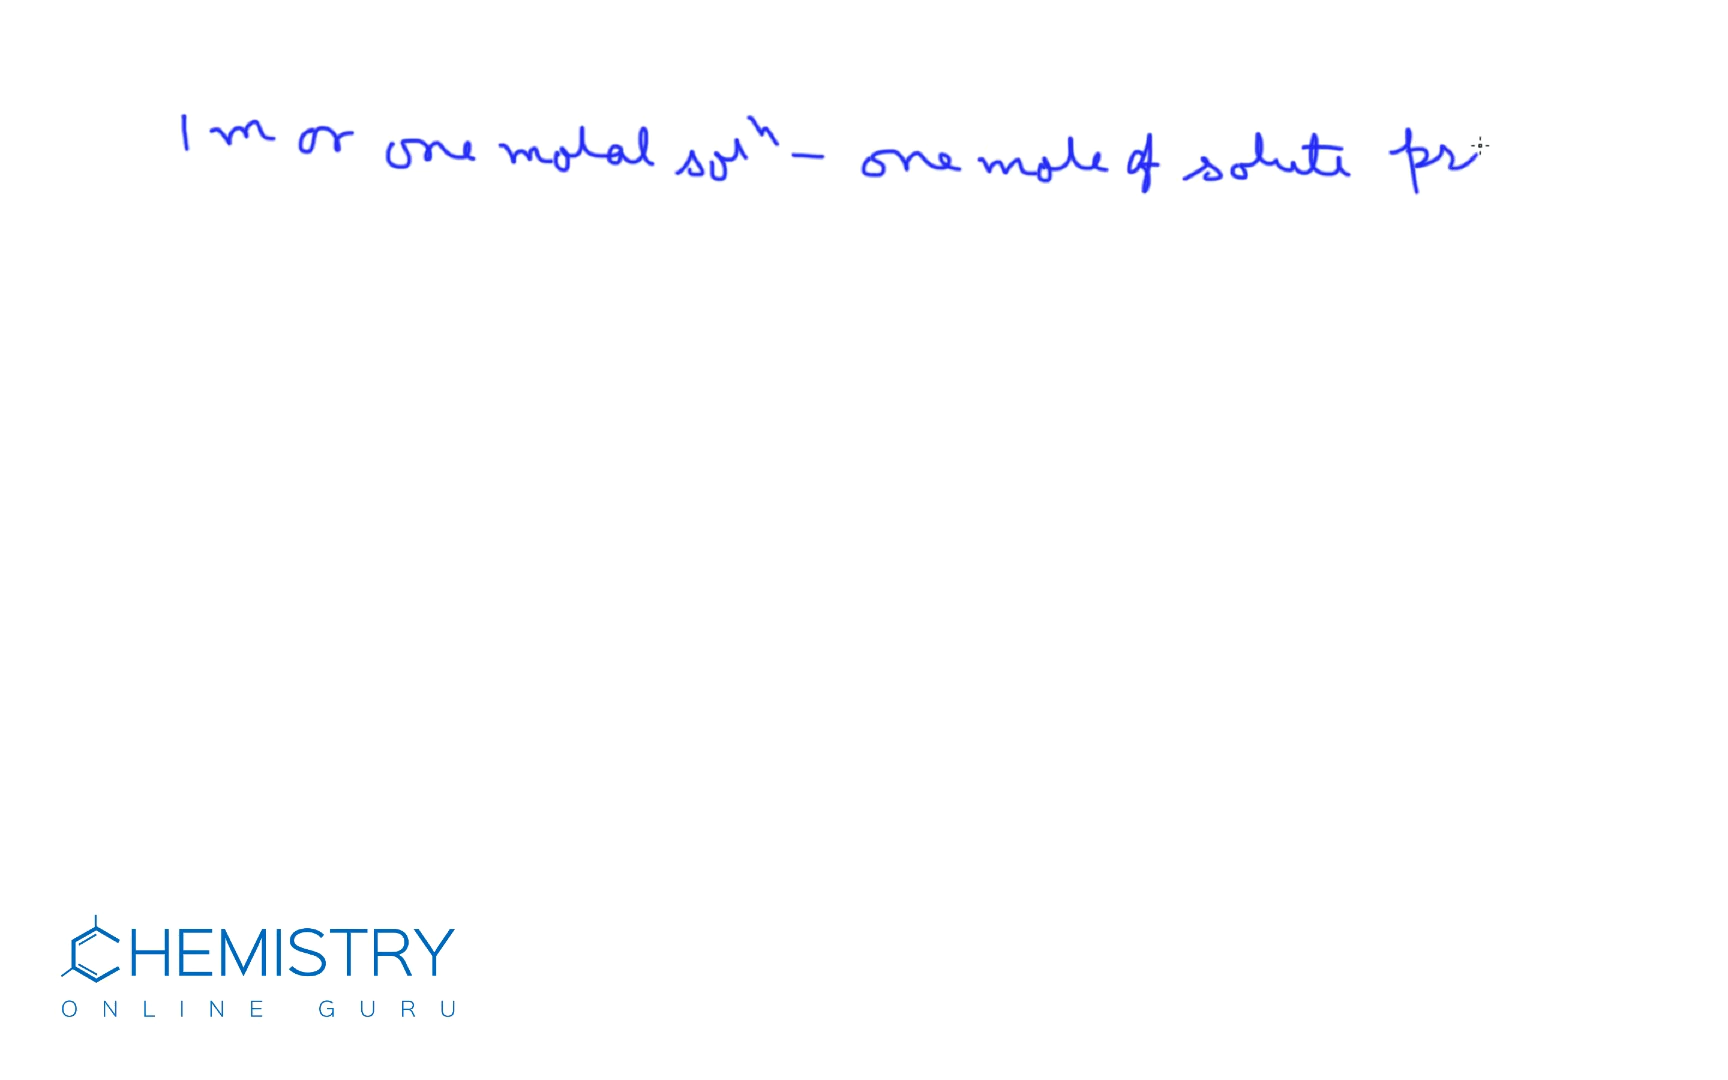 1 m or one molal solⁿ – one mole of solute pr
CHEMISTRY
ONLINE GURU